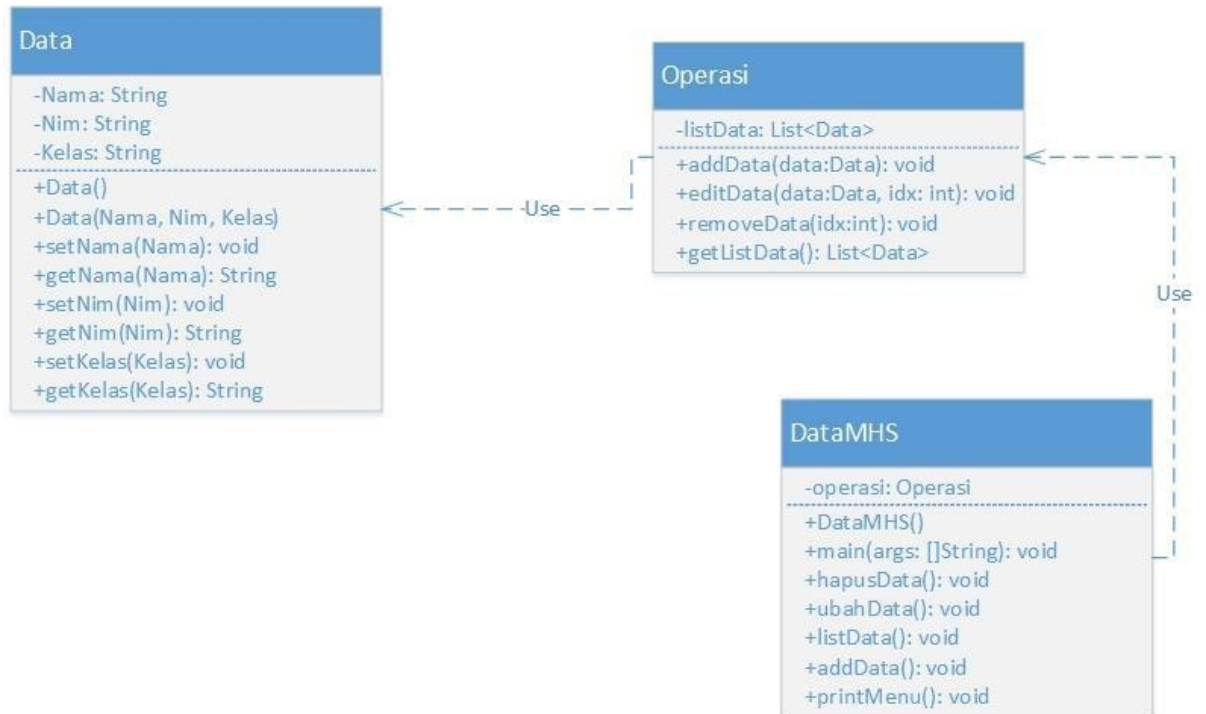 Data
-Nama: String
-Nim: String
-Kelas: String
+Data()
+Data(Nama, Nim, Kelas)
+setNama(Nama): void
+getNama(Nama): String
+setNim(Nim): void
+getNim(Nim): String
+setKelas(Kelas): void
+getKelas(Kelas): String
Use
Operasi
-listData: List<Data>
+addData(data:Data): void
+editData(data:Data, idx: int): void
+removeData(idx:int): void
+getListData(): List<Data>
Use
DataMHS
-operasi: Operasi
+DataMHS()
+main(args: []String): void
+hapusData(): void
+ubahData(): void
+listData(): void
+addData(): void
+printMenu(): void